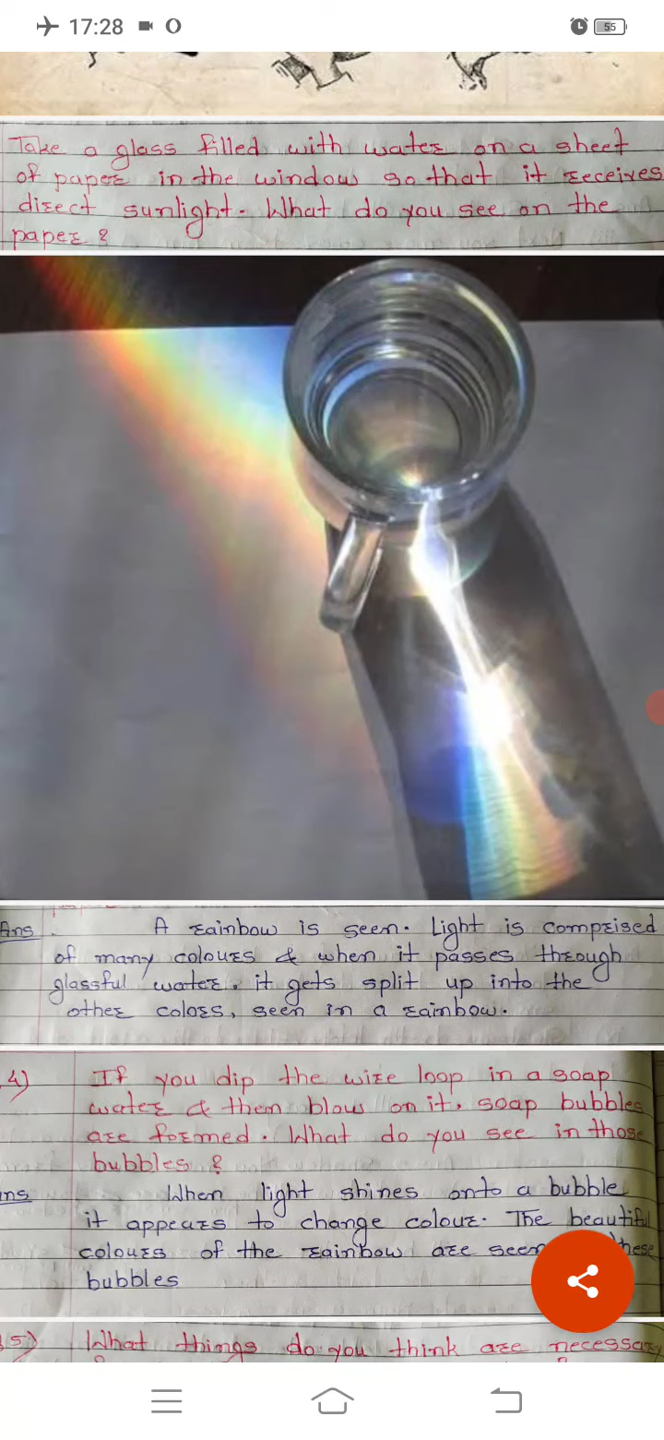 17:28
55
Take a glass filled with water on a sheet
of paper in the window so that it receives
direct sunlight. What do you see on the
paper ?
Ans. A rainbow is seen. Light is comprised
of many colours & when it passes through
glassful water, it gets split up into the
other colors, seen in a rainbow.
4) If you dip the wire loop in a soap
water & them blow on it, soap bubbles
are formed. What do you see in those
bubbles ?
ns When light shines onto a bubble
it appears to change colour. The beautiful
colours of the rainbow are seen these
bubbles
5) What things do you think are necessary